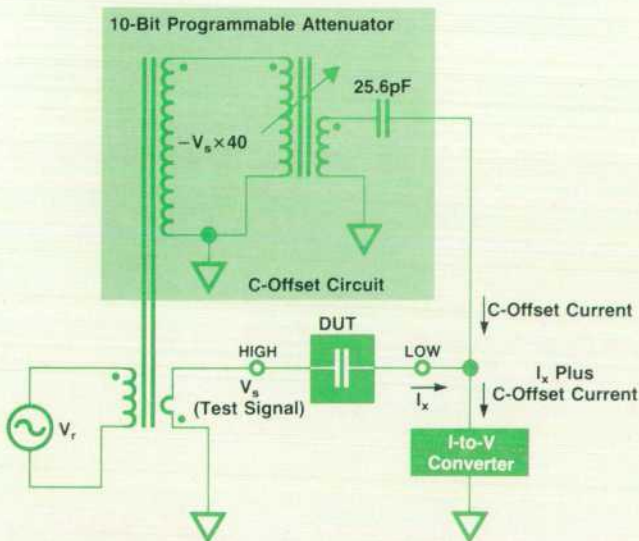 10-Bit Programmable Attenuator
25.6pF
−Vs×40
C-Offset Circuit
C-Offset Current
DUT
HIGH
LOW
Vs
(Test Signal)
Ix
Ix Plus
C-Offset Current
Vr
I-to-V
Converter